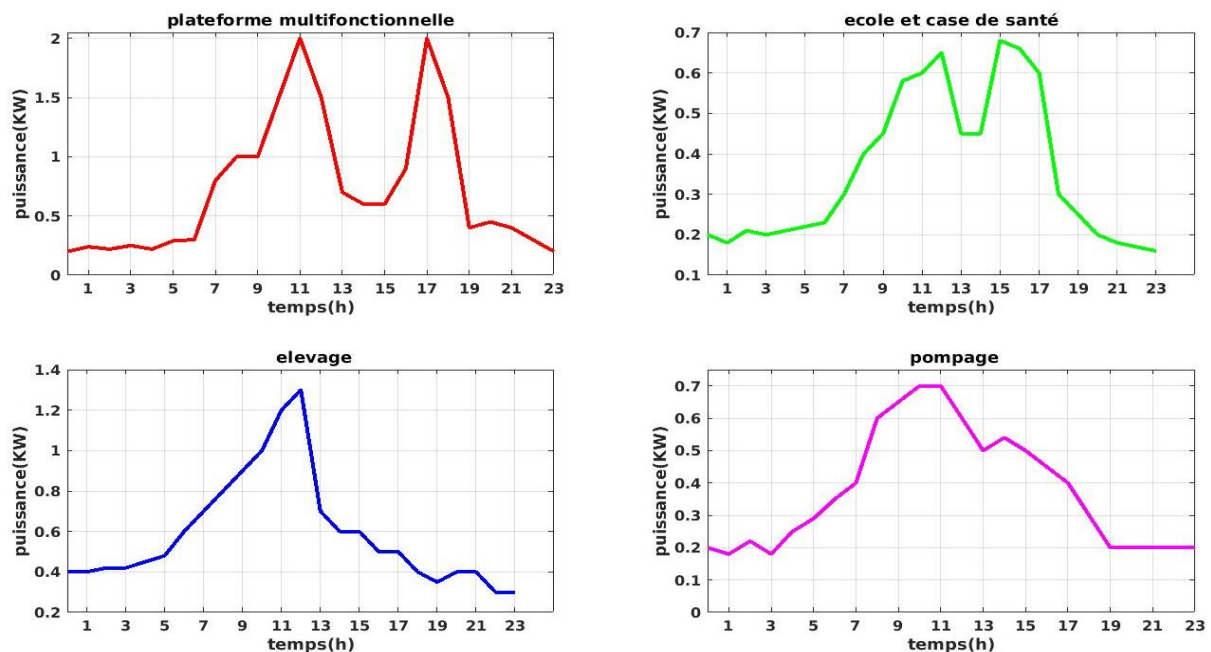 plateforme multifonctionnelle
puissance(KW)
2
1.5
1
0.5
0
1 3 5 7 9 11 13 15 17 19 21 23
temps(h)
ecole et case de santé
puissance(KW)
0.7
0.6
0.5
0.4
0.3
0.2
0.1
1 3 5 7 9 11 13 15 17 19 21 23
temps(h)
elevage
puissance(KW)
1.4
1.2
1
0.8
0.6
0.4
0.2
1 3 5 7 9 11 13 15 17 19 21 23
temps(h)
pompage
puissance(KW)
0.7
0.6
0.5
0.4
0.3
0.2
0.1
0
1 3 5 7 9 11 13 15 17 19 21 23
temps(h)